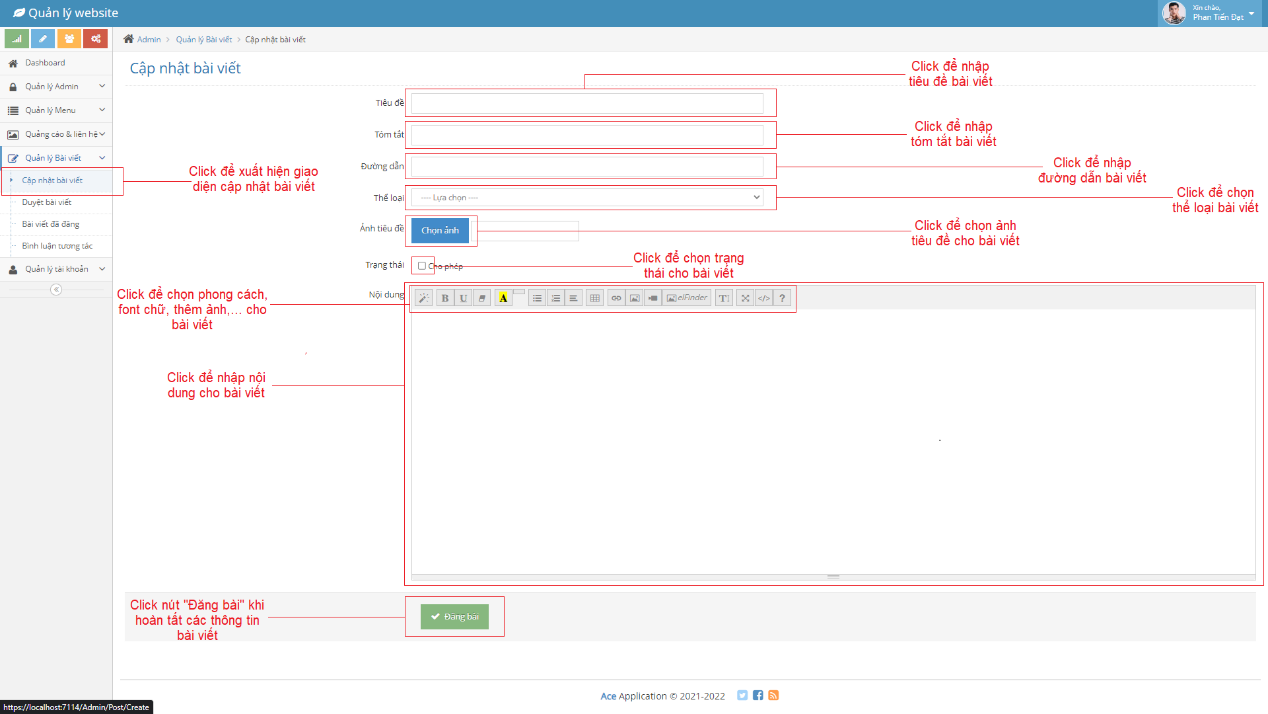 Quản lý website
Xin chào,
Phan Tiến Đạt
Admin > Quản lý Bài viết > Cập nhật bài viết
Dashboard
Quản lý Admin
Quản lý Menu
Quảng cáo & liên hệ
Quản lý Bài viết
Cập nhật bài viết
Duyệt bài viết
Bài viết đã đăng
Bình luận tương tác
Quản lý tài khoản
Cập nhật bài viết
Click để nhập
tiêu đề bài viết
Tiêu đề
Click để nhập
tóm tắt bài viết
Tóm tắt
Click để nhập
đường dẫn bài viết
Đường dẫn
Click để xuất hiện giao
diện cập nhật bài viết
Click để chọn
thể loại bài viết
Thể loại
---- Lựa chọn ----
Click để chọn ảnh
tiêu đề cho bài viết
Ảnh tiêu đề
Chọn ảnh
Click để chọn trạng
thái cho bài viết
Trạng thái
Cho phép
Click để chọn phong cách,
font chữ, thêm ảnh,... cho
bài viết
Nội dung
B U A elFinder T </> ?
Click để nhập nội
dung cho bài viết
Click nút "Đăng bài" khi
hoàn tất các thông tin
bài viết
Đăng bài
Ace Application © 2021-2022
https://localhost:7114/Admin/Post/Create